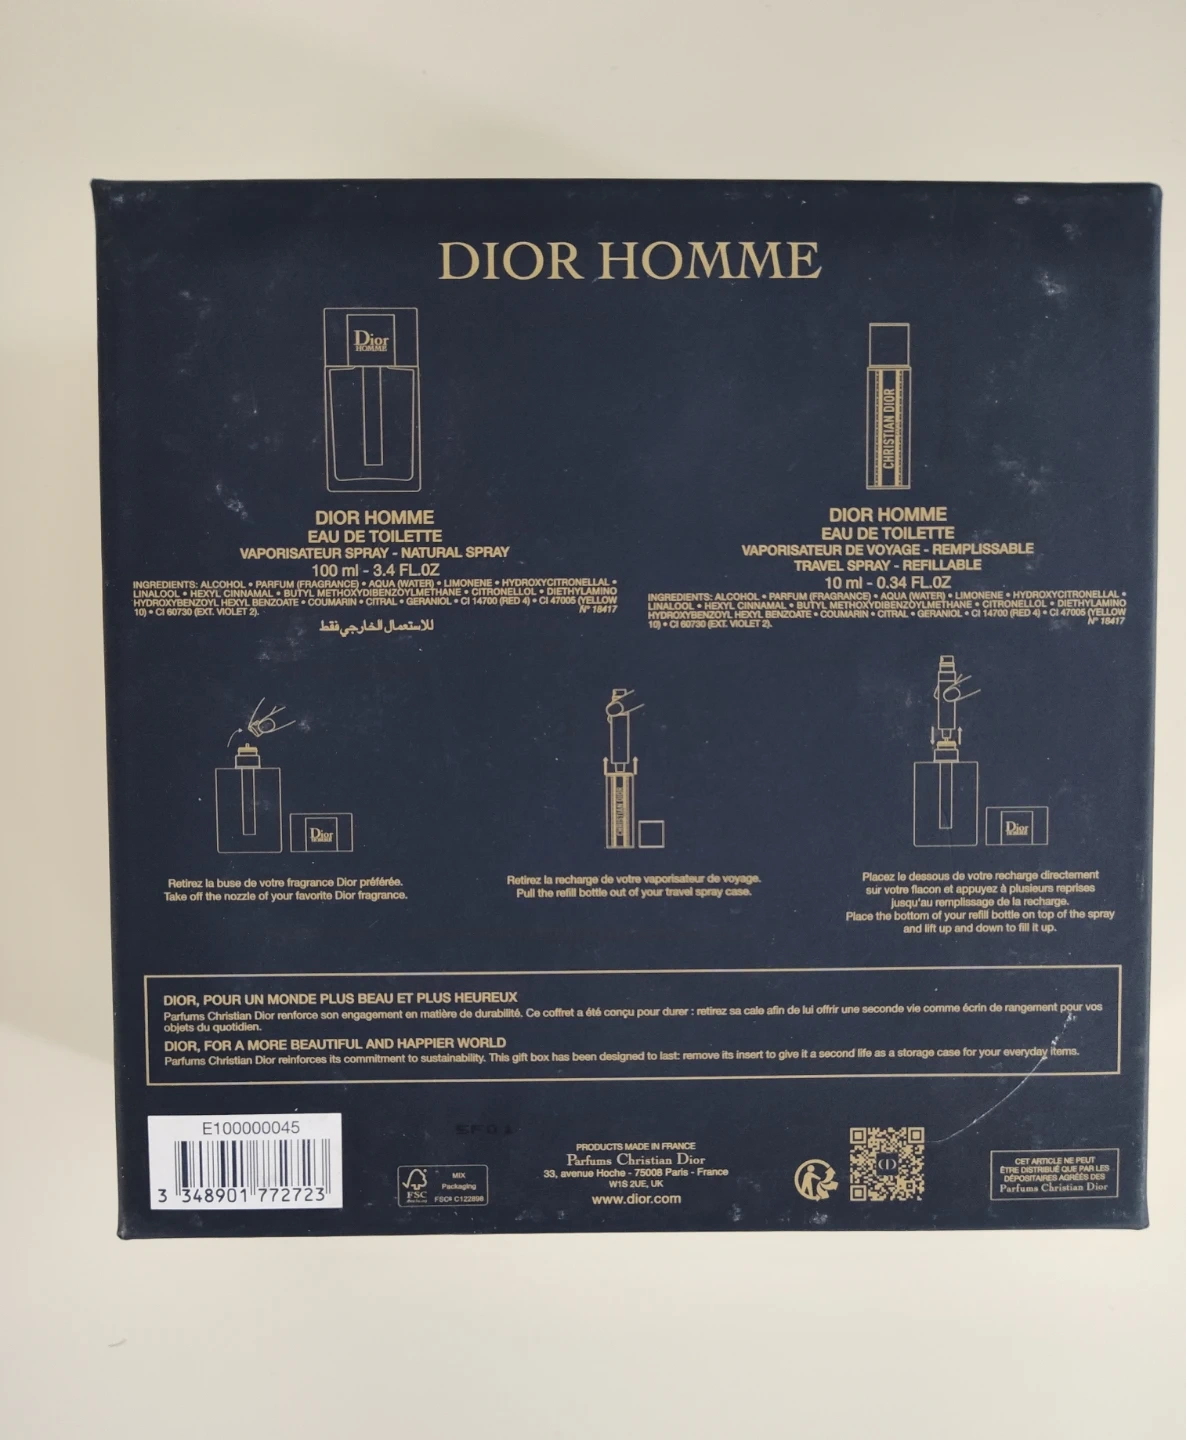 DIOR HOMME
Dior
HOMME
CHRISTIAN DIOR
DIOR HOMME
EAU DE TOILETTE
VAPORISATEUR SPRAY - NATURAL SPRAY
100 ml - 3.4 FL.OZ
INGREDIENTS: ALCOHOL • PARFUM (FRAGRANCE) • AQUA (WATER) • LIMONENE • HYDROXYCITRONELLAL •
LINALOOL • HEXYL CINNAMAL • BUTYL METHOXYDIBENZOYLMETHANE • CITRONELLOL • DIETHYLAMINO
HYDROXYBENZOYL HEXYL BENZOATE • COUMARIN • CITRAL • GERANIOL • CI 14700 (RED 4) • CI 47005 (YELLOW
10) • CI 60730 (EXT. VIOLET 2). N° 18417
للاستعمال الخارجي فقط
DIOR HOMME
EAU DE TOILETTE
VAPORISATEUR DE VOYAGE - REMPLISSABLE
TRAVEL SPRAY - REFILLABLE
10 ml - 0.34 FL.OZ
INGREDIENTS: ALCOHOL • PARFUM (FRAGRANCE) • AQUA (WATER) • LIMONENE • HYDROXYCITRONELLAL •
LINALOOL • HEXYL CINNAMAL • BUTYL METHOXYDIBENZOYLMETHANE • CITRONELLOL • DIETHYLAMINO
HYDROXYBENZOYL HEXYL BENZOATE • COUMARIN • CITRAL • GERANIOL • CI 14700 (RED 4) • CI 47005 (YELLOW
10) • CI 60730 (EXT. VIOLET 2). N° 18417
Dior
HOMME
CHRISTIAN DIOR
Dior
HOMME
Retirez la buse de votre fragrance Dior préférée.
Take off the nozzle of your favorite Dior fragrance.
Retirez la recharge de votre vaporisateur de voyage.
Pull the refill bottle out of your travel spray case.
Placez le dessous de votre recharge directement
sur votre flacon et appuyez à plusieurs reprises
jusqu'au remplissage de la recharge.
Place the bottom of your refill bottle on top of the spray
and lift up and down to fill it up.
DIOR, POUR UN MONDE PLUS BEAU ET PLUS HEUREUX
Parfums Christian Dior renforce son engagement en matière de durabilité. Ce coffret a été conçu pour durer : retirez sa cale afin de lui offrir une seconde vie comme écrin de rangement pour vos
objets du quotidien.
DIOR, FOR A MORE BEAUTIFUL AND HAPPIER WORLD
Parfums Christian Dior reinforces its commitment to sustainability. This gift box has been designed to last: remove its insert to give it a second life as a storage case for your everyday items.
E100000045
3 348901 772723
FSC
MIX
Packaging
FSC® C122898
PRODUCTS MADE IN FRANCE
Parfums Christian Dior
33, avenue Hoche - 75008 Paris - France
W1S 2UE, UK
www.dior.com
CD
CET ARTICLE NE PEUT
ÊTRE DISTRIBUÉ QUE PAR LES
DÉPOSITAIRES AGRÉÉS DES
Parfums Christian Dior